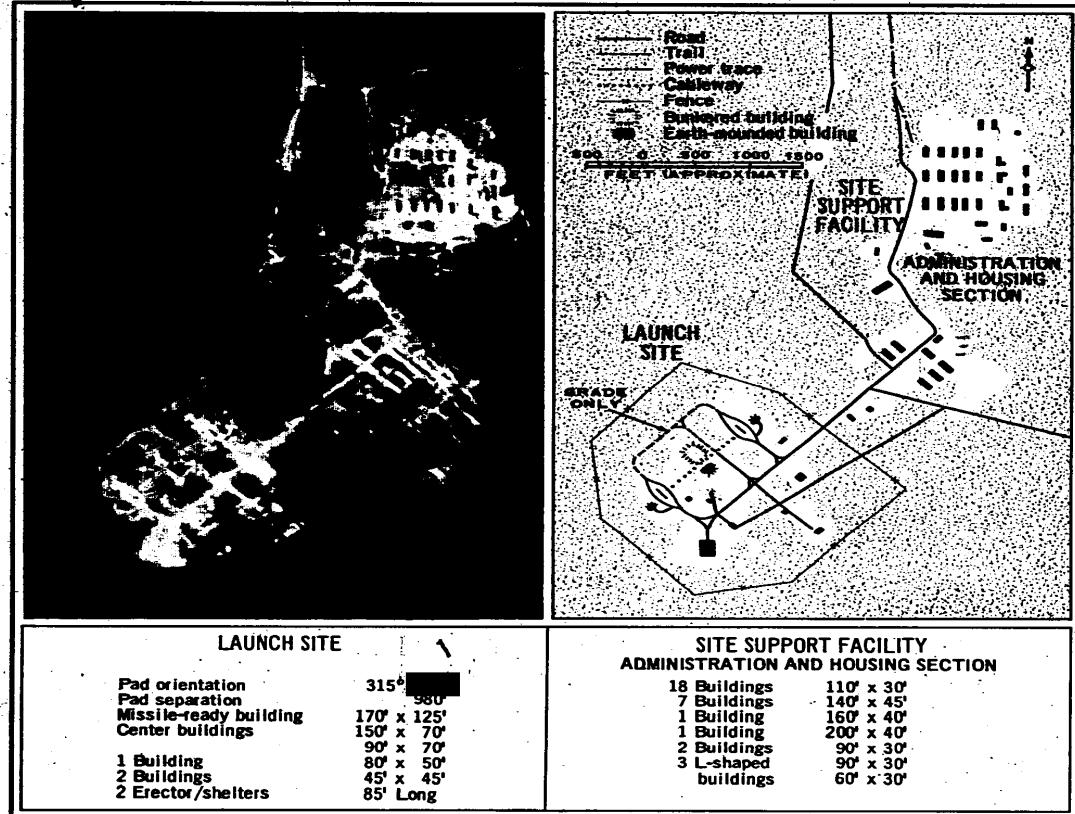 Road
Trail
Power trace
Cableway
Fence
Bunkered building
Earth-mounded building
N
500 0 500 1000 1500
FEET (APPROXIMATE)
SITE
SUPPORT
FACILITY
ADMINISTRATION
AND HOUSING
SECTION
LAUNCH
SITE
GRADE
ONLY
LAUNCH SITE
Pad orientation 315°
Pad separation 980'
Missile-ready building 170' x 125'
Center buildings 150' x 70'
90' x 70'
1 Building 80' x 50'
2 Buildings 45' x 45'
2 Erector/shelters 85' Long
SITE SUPPORT FACILITY
ADMINISTRATION AND HOUSING SECTION
18 Buildings 110' x 30'
7 Buildings 140' x 45'
1 Building 160' x 40'
1 Building 200' x 40'
2 Buildings 90' x 30'
3 L-shaped 90' x 30'
buildings 60' x 30'